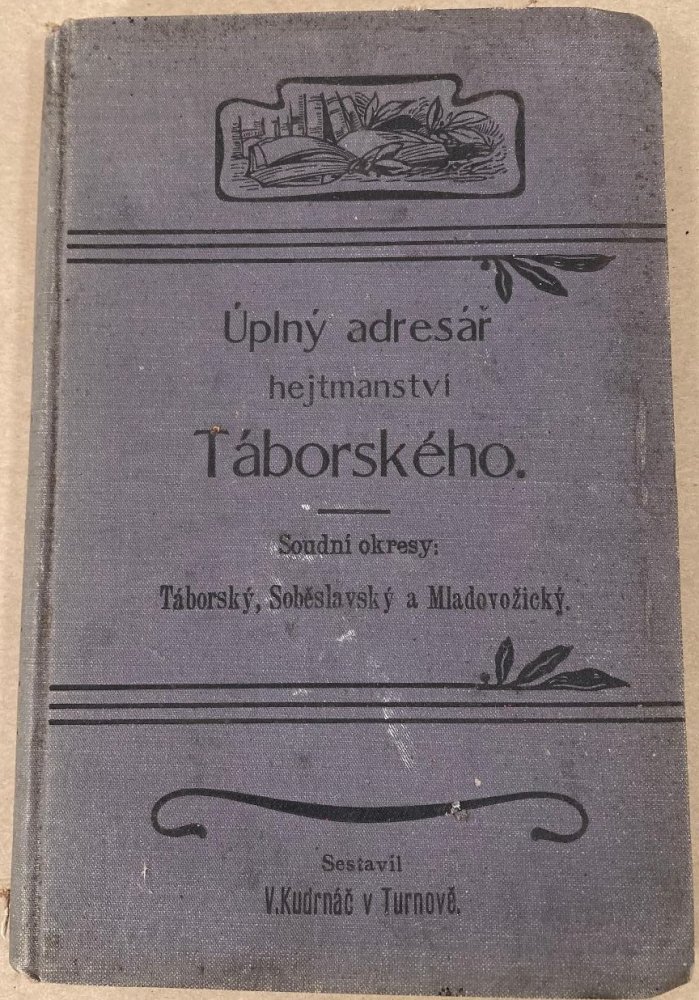 Úplný adresář
hejtmanství
Táborského.
Soudní okresy:
Táborský, Soběslavský a Mladovožický.
Sestavil
V. Kudrnáč v Turnově.